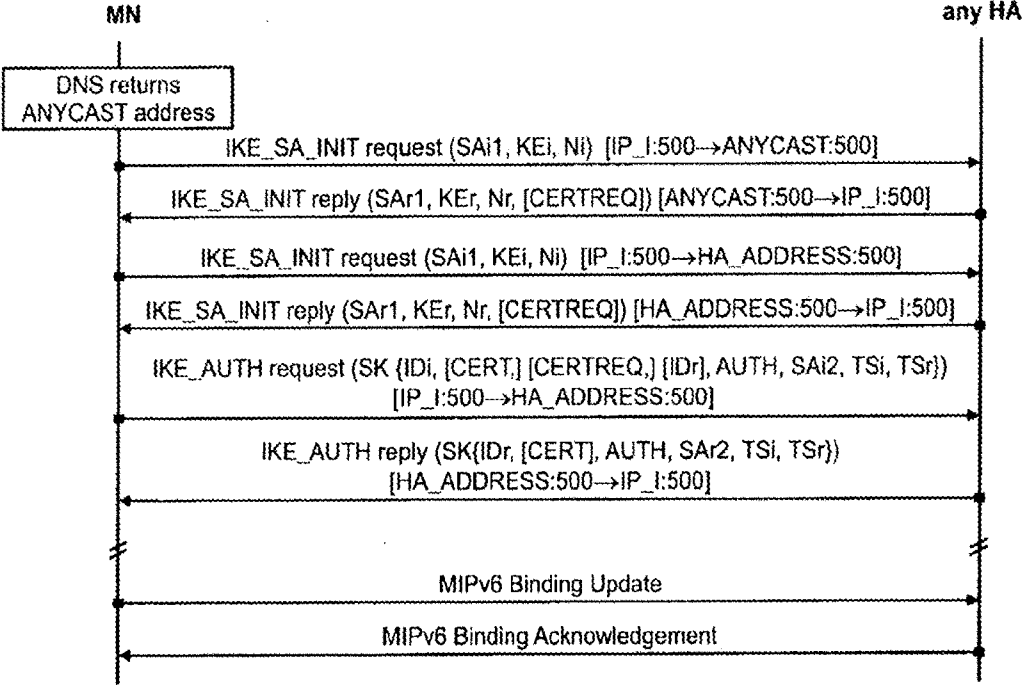 MN
any HA
DNS returns
ANYCAST address
IKE_SA_INIT request (SAi1, KEi, Ni) [IP_I:500→ANYCAST:500]
IKE_SA_INIT reply (SAr1, KEr, Nr, [CERTREQ]) [ANYCAST:500→IP_I:500]
IKE_SA_INIT request (SAi1, KEi, Ni) [IP_I:500→HA_ADDRESS:500]
IKE_SA_INIT reply (SAr1, KEr, Nr, [CERTREQ]) [HA_ADDRESS:500→IP_I:500]
IKE_AUTH request (SK {IDi, [CERT,] [CERTREQ,] [IDr], AUTH, SAi2, TSi, TSr})
[IP_I:500→HA_ADDRESS:500]
IKE_AUTH reply (SK{IDr, [CERT], AUTH, SAr2, TSi, TSr})
[HA_ADDRESS:500→IP_I:500]
MIPv6 Binding Update
MIPv6 Binding Acknowledgement